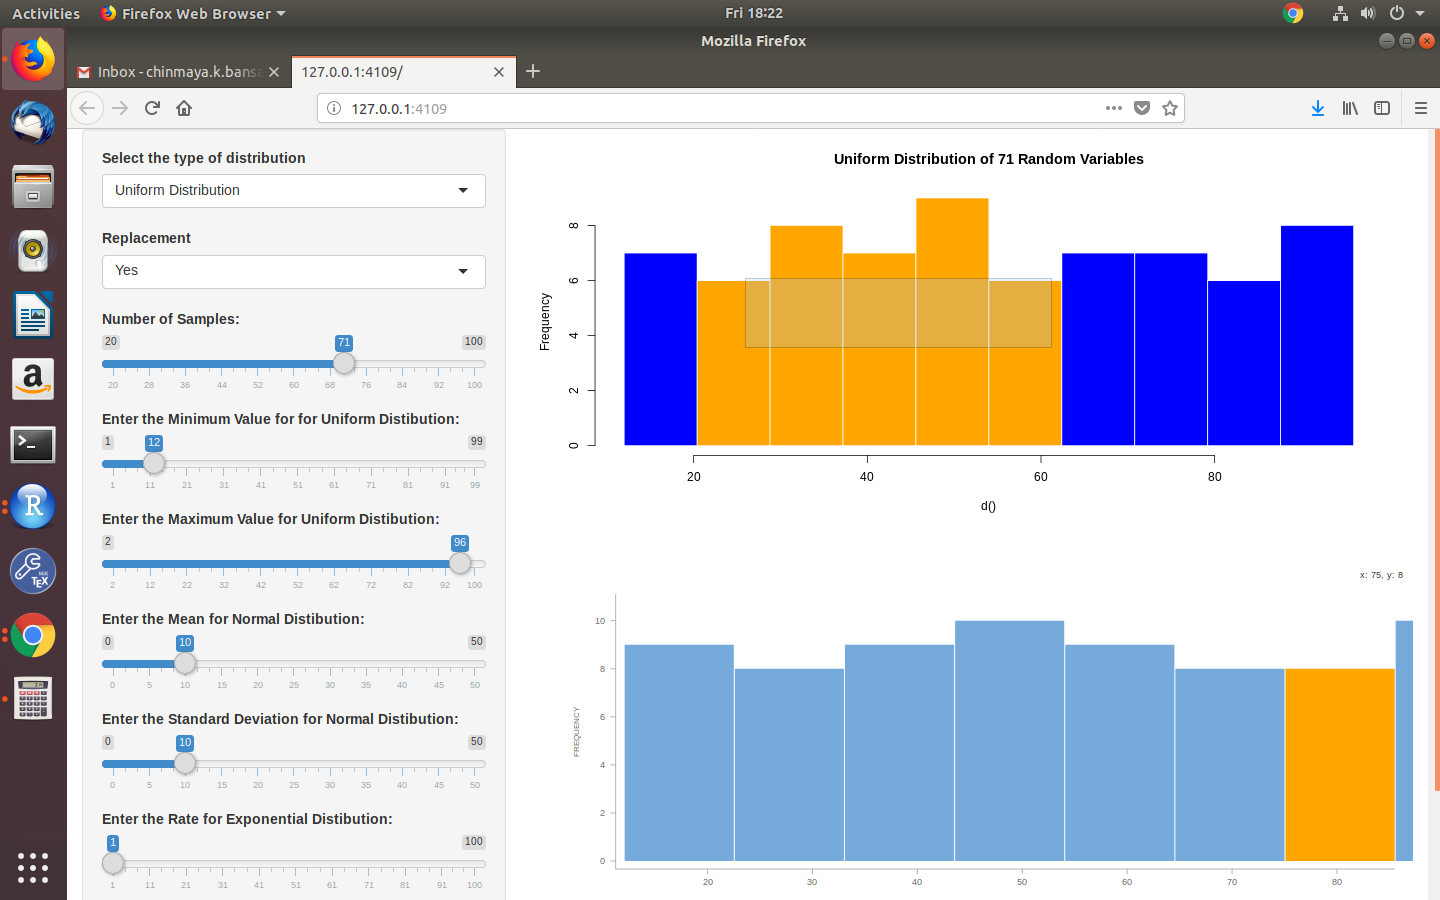 Activities Firefox Web Browser Fri 18:22
Mozilla Firefox
Inbox - chinmaya.k.bansa 127.0.0.1:4109/
127.0.0.1:4109
Select the type of distribution
Uniform Distribution
Replacement
Yes
Number of Samples:
20 71 100
20 28 36 44 52 60 68 76 84 92 100
Enter the Minimum Value for for Uniform Distibution:
1 12 99
1 11 21 31 41 51 61 71 81 91 99
Enter the Maximum Value for Uniform Distibution:
2 96
2 12 22 32 42 52 62 72 82 92 100
Enter the Mean for Normal Distibution:
0 10 50
0 5 10 15 20 25 30 35 40 45 50
Enter the Standard Deviation for Normal Distibution:
0 10 50
0 5 10 15 20 25 30 35 40 45 50
Enter the Rate for Exponential Distibution:
1 100
1 11 21 31 41 51 61 71 81 91 100
Uniform Distribution of 71 Random Variables
Frequency
8
6
4
2
0
20 40 60 80
d()
x: 75, y: 8
FREQUENCY
10
8
6
4
2
0
20 30 40 50 60 70 80